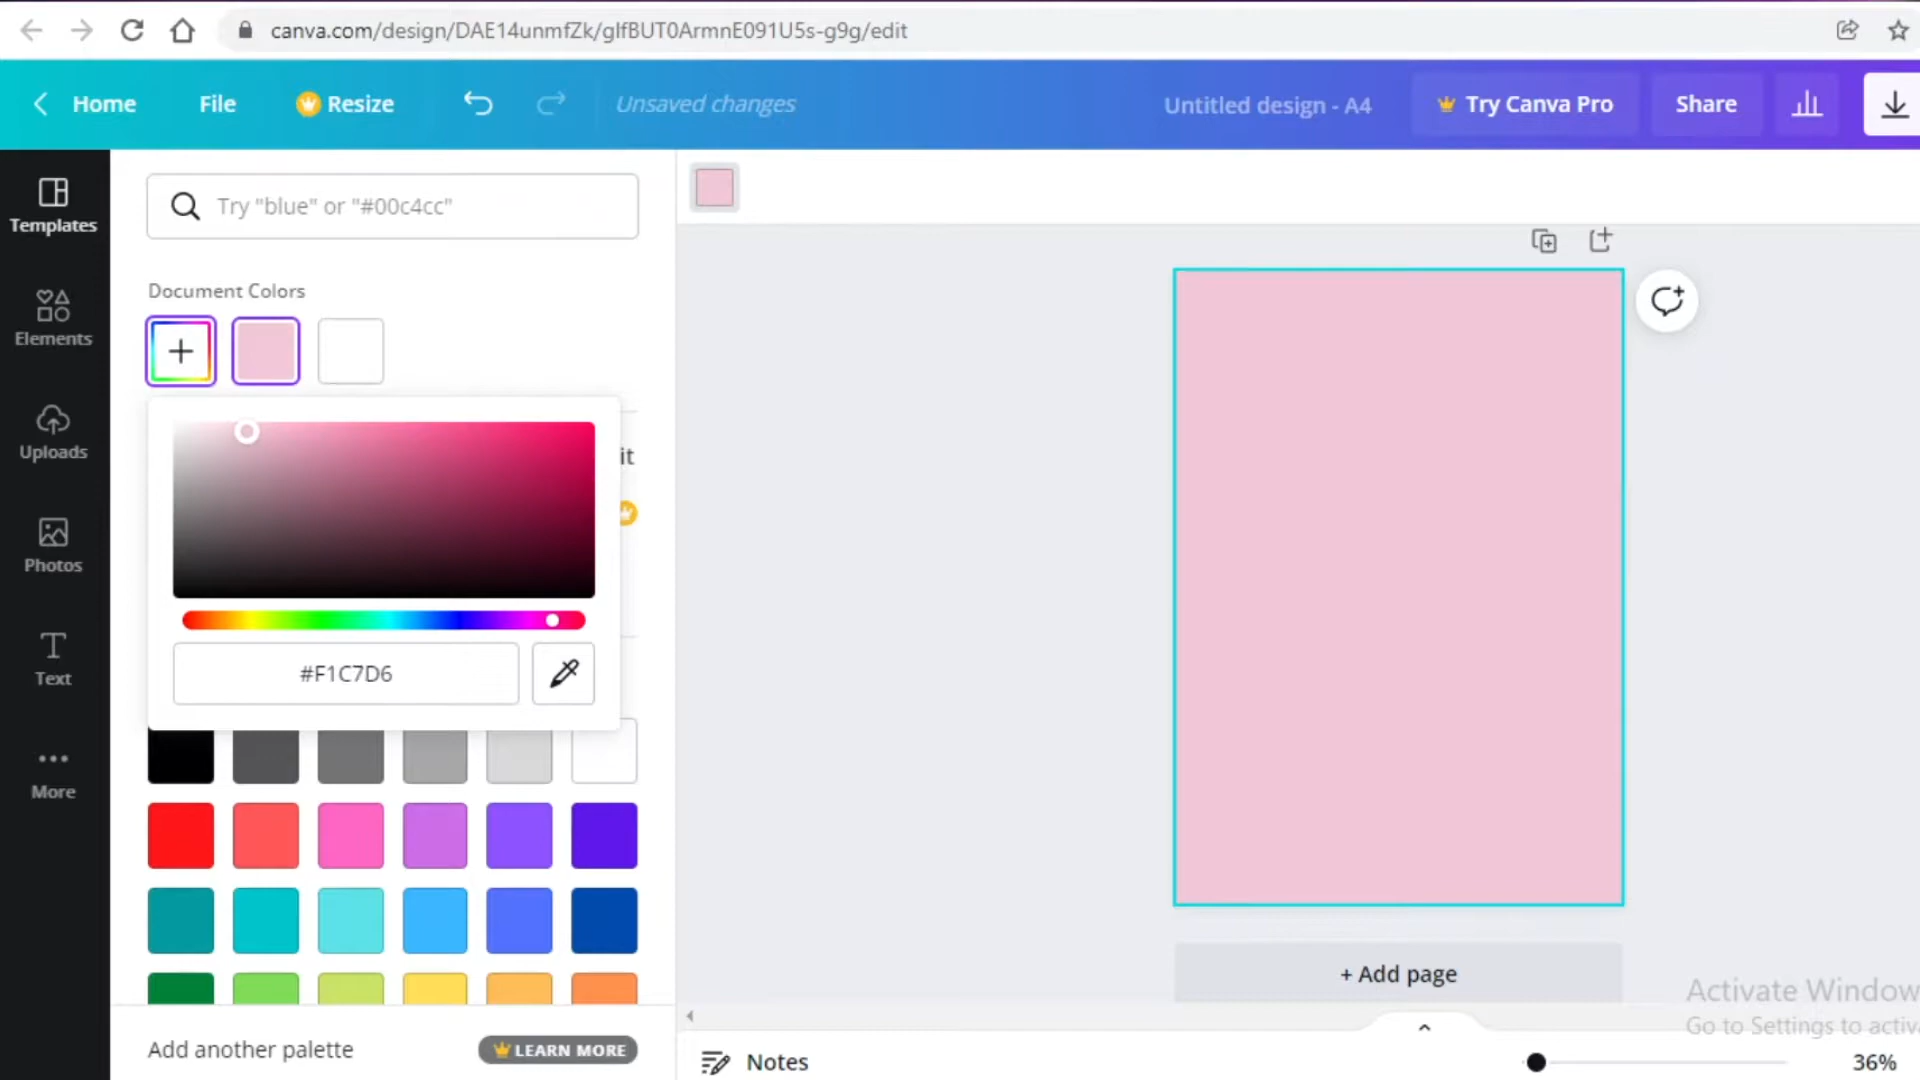 canva.com/design/DAE14unmfZk/gIfBUT0ArmnE091U5s-g9g/edit
Home
File
Resize
Unsaved changes
Untitled design - A4
Try Canva Pro
Share
Templates
Elements
Uploads
Photos
Text
More
Try "blue" or "#00c4cc"
Document Colors
it
#F1C7D6
Add another palette
LEARN MORE
+ Add page
Activate Window
Go to Settings to activa
Notes
36%